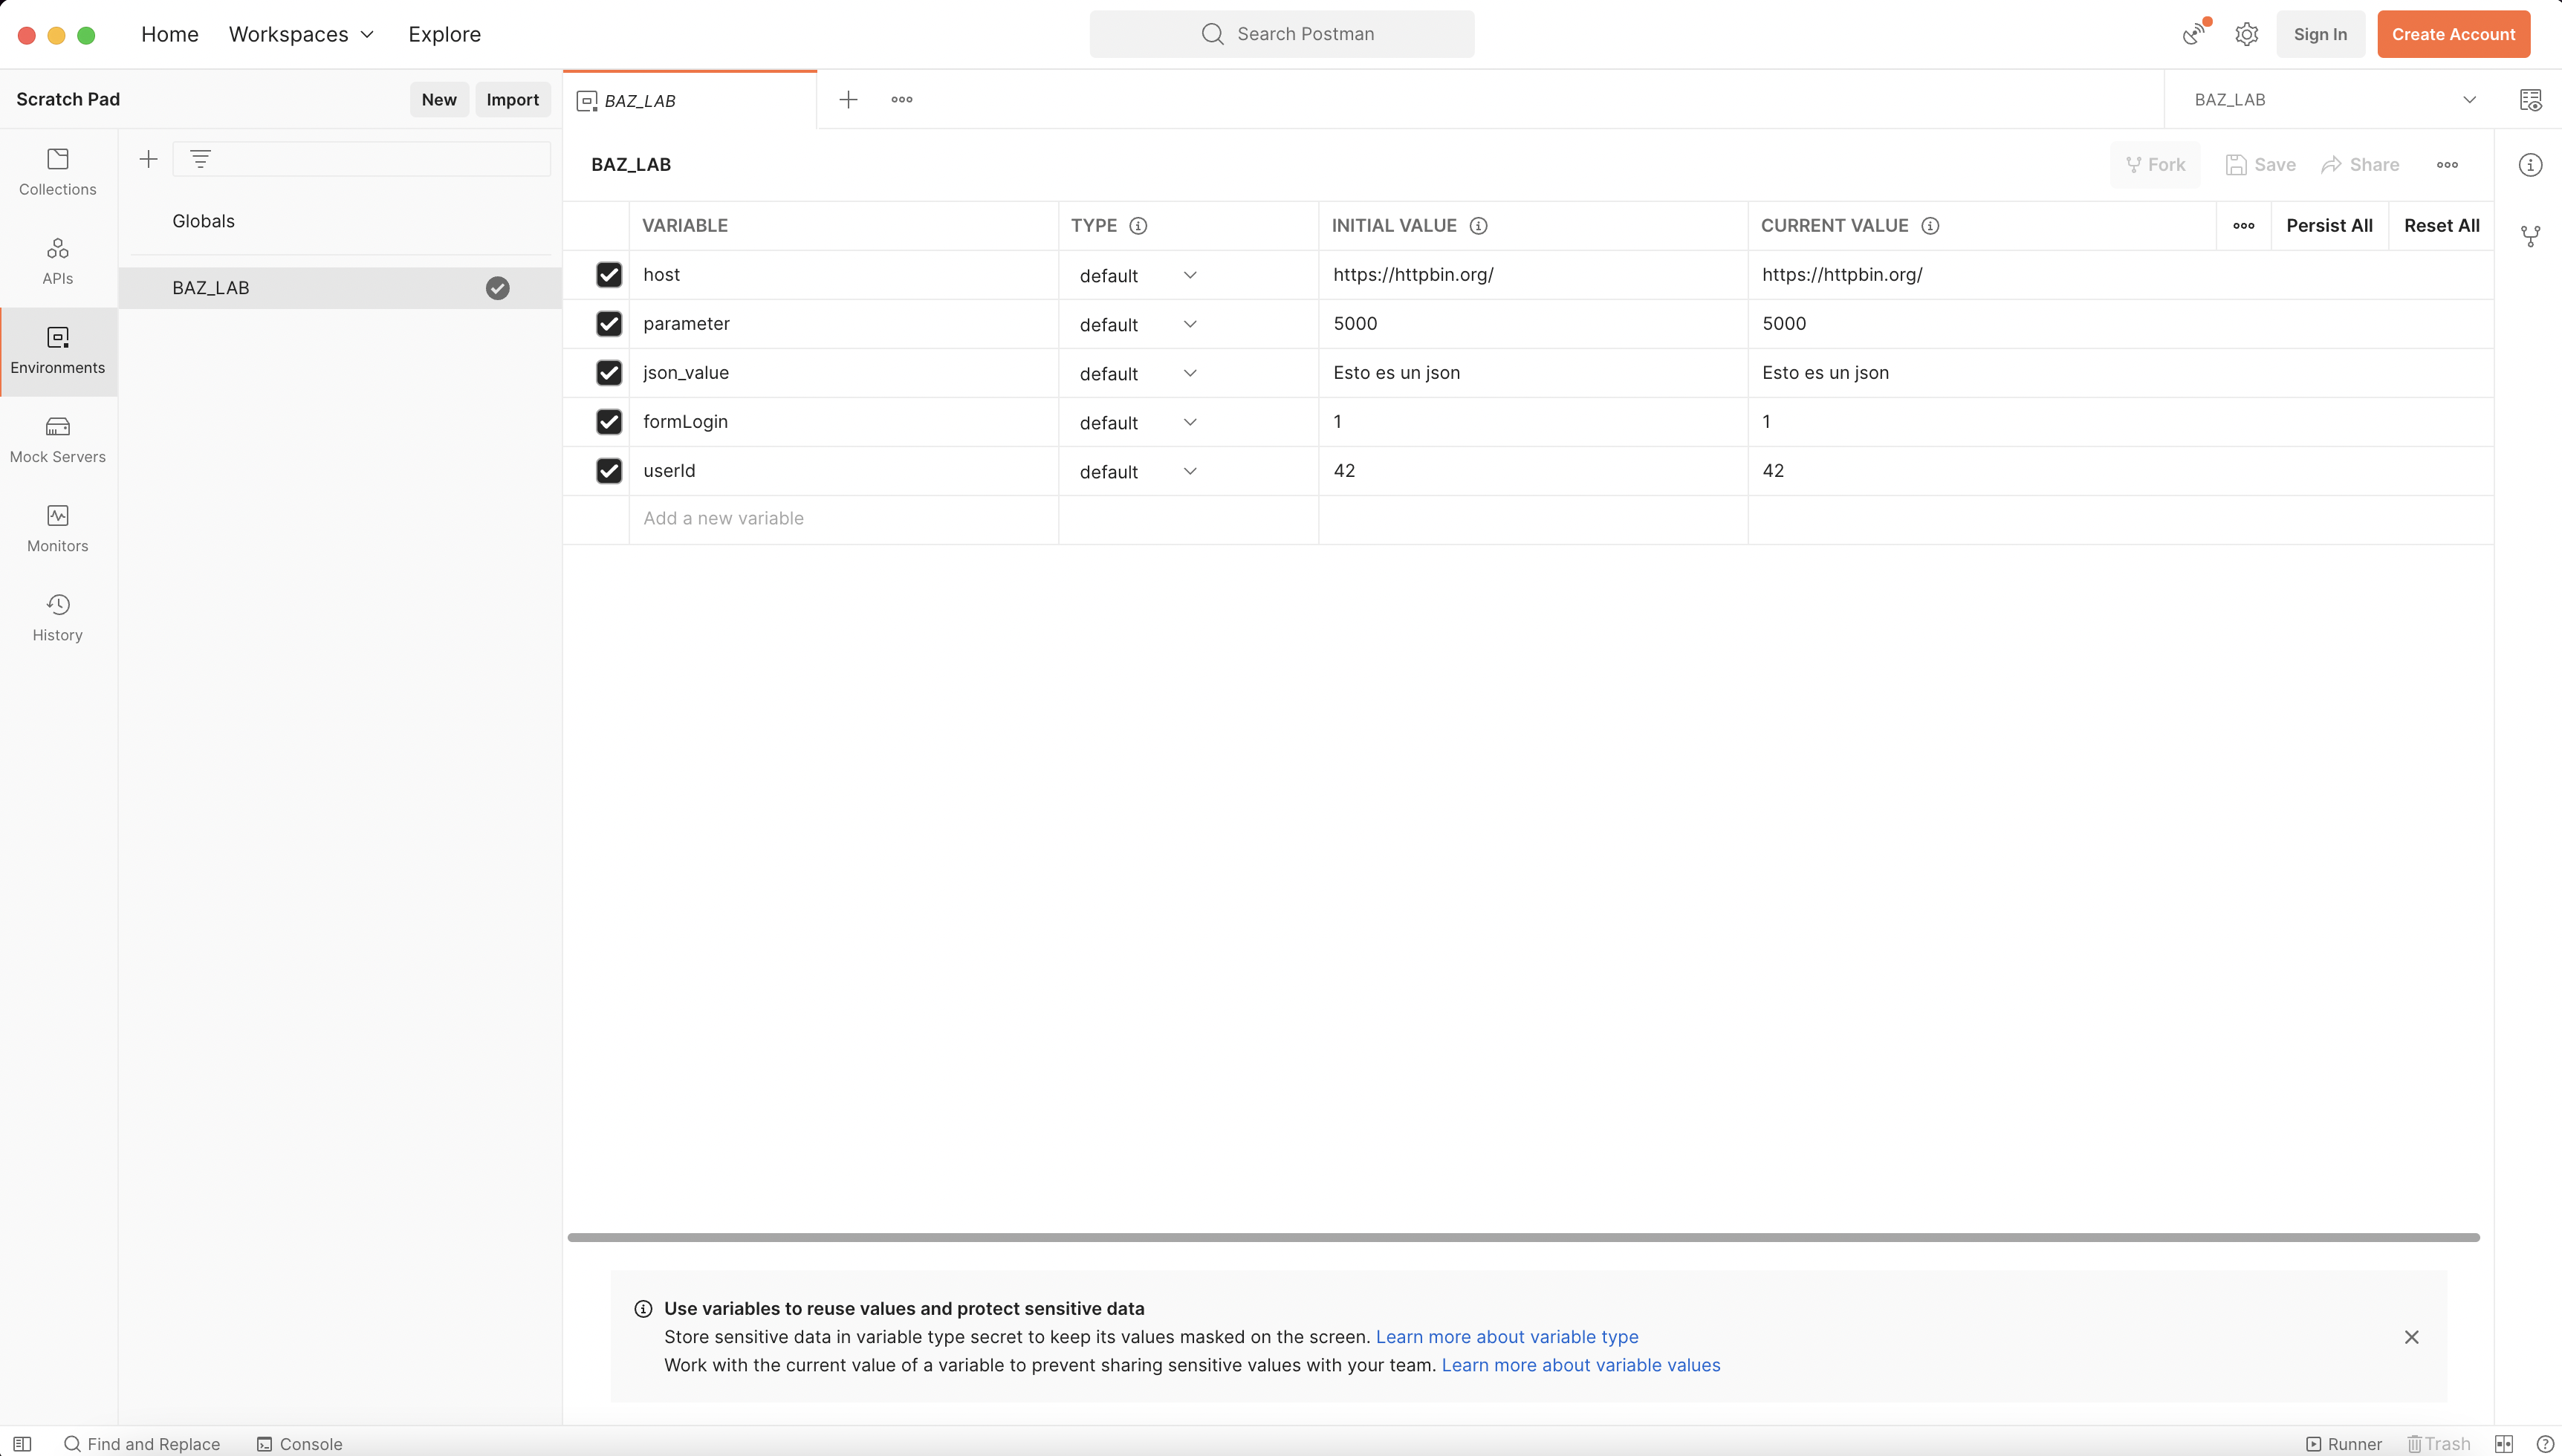 Home Workspaces Explore Search Postman Sign In Create Account
Scratch Pad New Import BAZ_LAB BAZ_LAB
Collections
APIs
Environments
Mock Servers
Monitors
History
Globals
BAZ_LAB
BAZ_LAB Fork Save Share
VARIABLE TYPE INITIAL VALUE CURRENT VALUE Persist All Reset All
host default https://httpbin.org/ https://httpbin.org/
parameter default 5000 5000
json_value default Esto es un json Esto es un json
formLogin default 1 1
userId default 42 42
Add a new variable
Use variables to reuse values and protect sensitive data
Store sensitive data in variable type secret to keep its values masked on the screen. Learn more about variable type
Work with the current value of a variable to prevent sharing sensitive values with your team. Learn more about variable values
Find and Replace Console Runner Trash